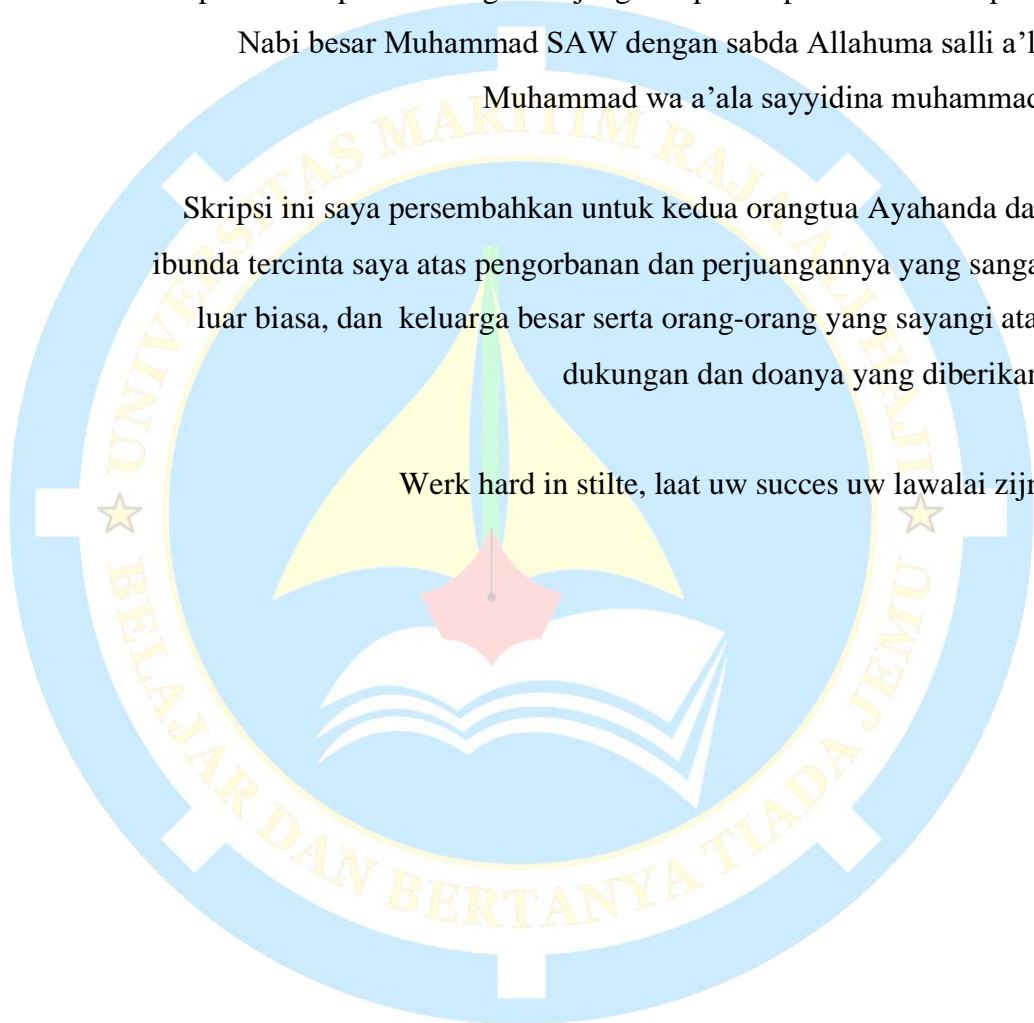 Nabi besar Muhammad SAW dengan sabda Allahuma salli a’l
Muhammad wa a’ala sayyidina muhammad
Skripsi ini saya persembahkan untuk kedua orangtua Ayahanda da
ibunda tercinta saya atas pengorbanan dan perjuangannya yang sanga
luar biasa, dan keluarga besar serta orang-orang yang sayangi ata
dukungan dan doanya yang diberikan
Werk hard in stilte, laat uw succes uw lawalai zijn
UNIVERSITAS MARITIM RAJA ALI HAJI
BELAJAR DAN BERTANYA TIADA JEMU